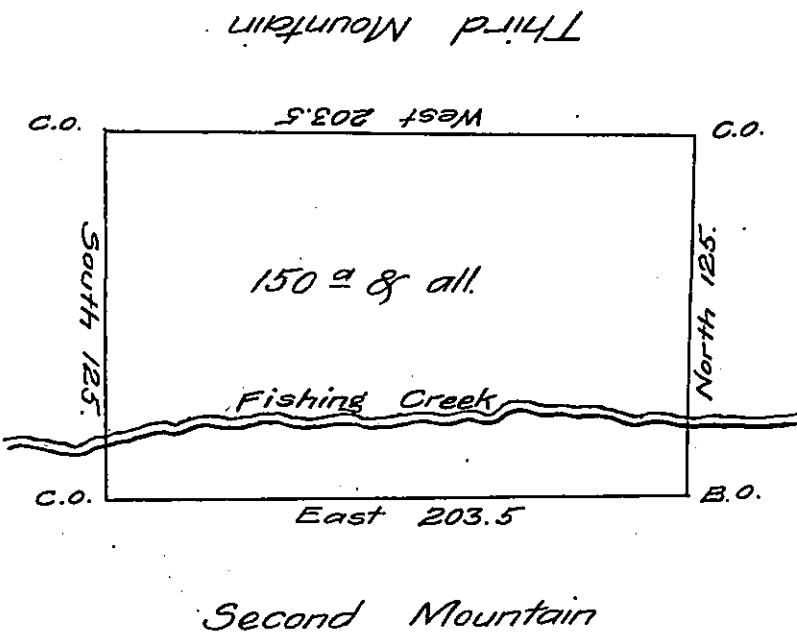 Third Mountain
C.O.
West 203.5
C.O.
South 125.
150 a & all.
North 125.
Fishing Creek
C.O.
East 203.5
B.O.
Second Mountain